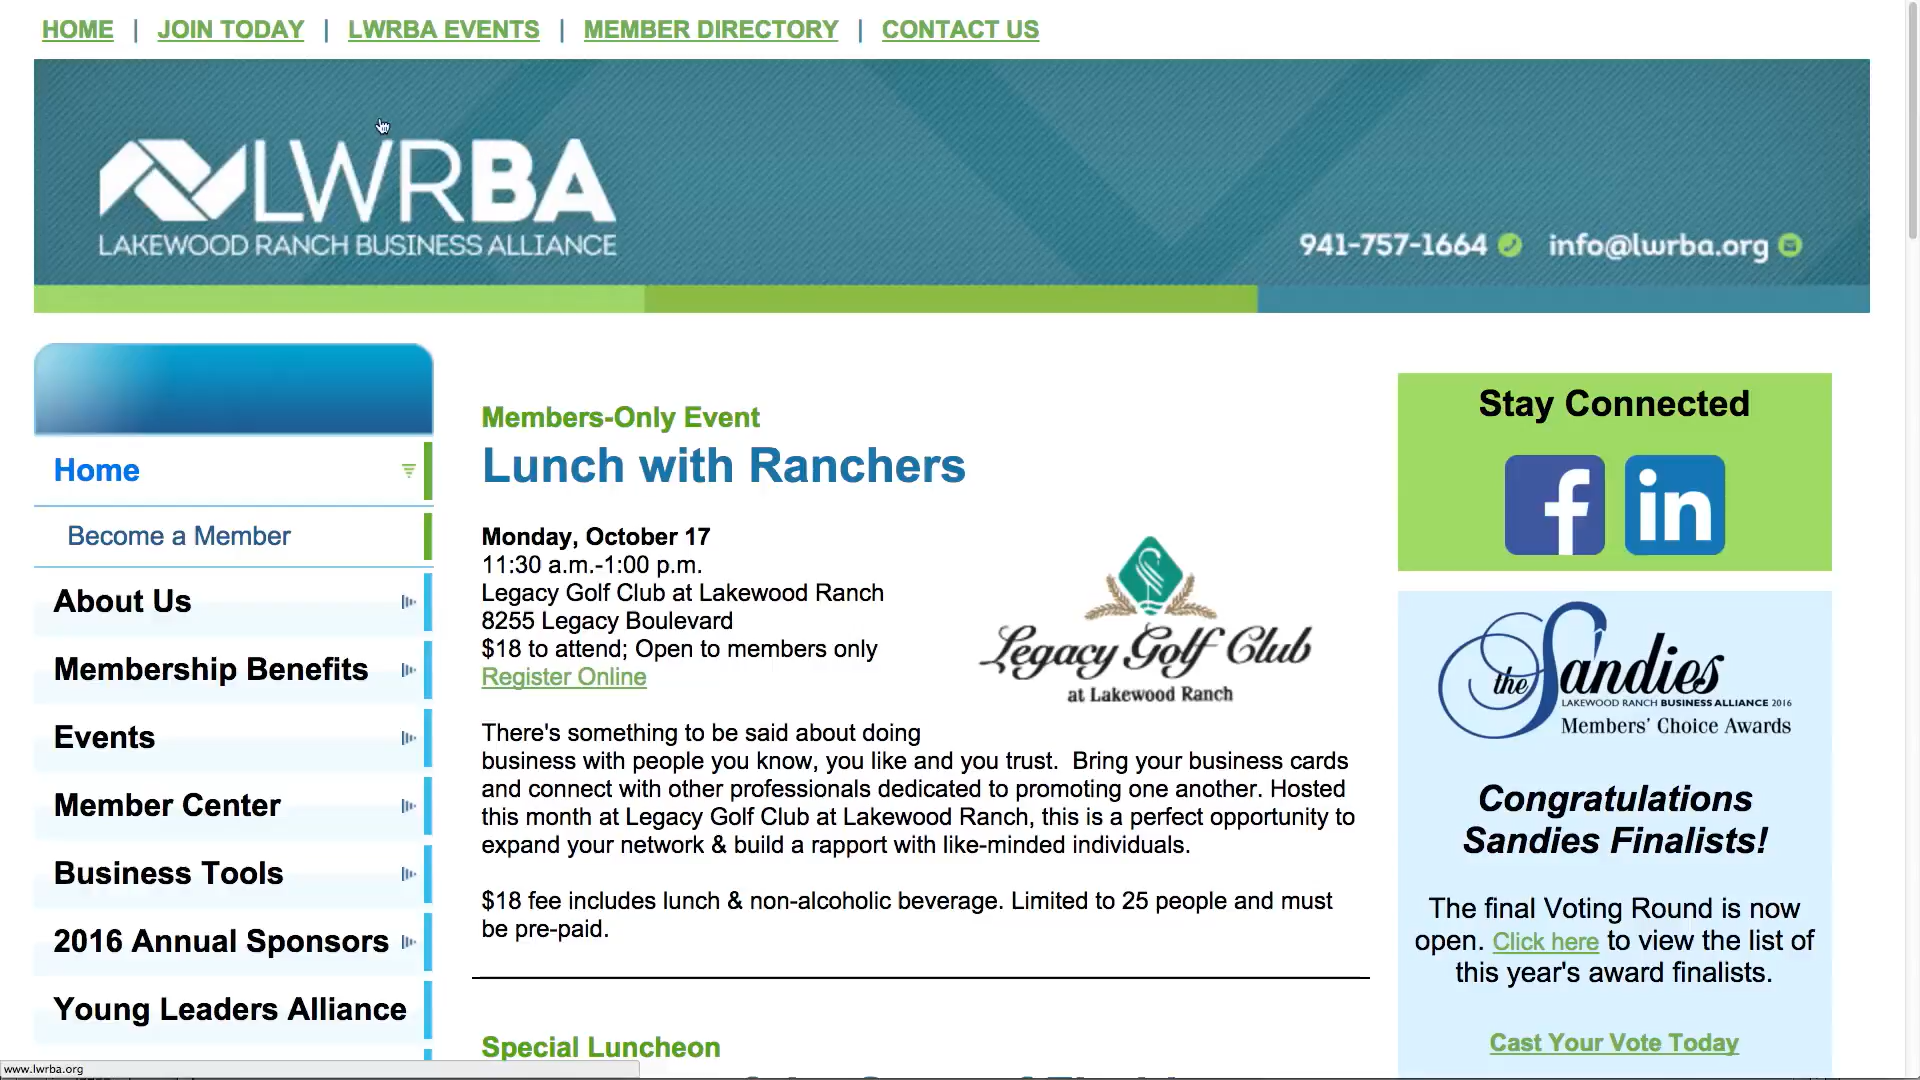 HOME | JOIN TODAY | LWRBA EVENTS | MEMBER DIRECTORY | CONTACT US
LWRBA
LAKEWOOD RANCH BUSINESS ALLIANCE
941-757-1664 info@lwrba.org
Home
Become a Member
About Us
Membership Benefits
Events
Member Center
Business Tools
2016 Annual Sponsors
Young Leaders Alliance
Members-Only Event
Lunch with Ranchers
Monday, October 17
11:30 a.m.-1:00 p.m.
Legacy Golf Club at Lakewood Ranch
8255 Legacy Boulevard
$18 to attend; Open to members only
Register Online
Legacy Golf Club
at Lakewood Ranch
There's something to be said about doing
business with people you know, you like and you trust.  Bring your business cards
and connect with other professionals dedicated to promoting one another. Hosted
this month at Legacy Golf Club at Lakewood Ranch, this is a perfect opportunity to
expand your network & build a rapport with like-minded individuals.
$18 fee includes lunch & non-alcoholic beverage. Limited to 25 people and must
be pre-paid.
Special Luncheon
Stay Connected
f in
the Sandies
LAKEWOOD RANCH BUSINESS ALLIANCE 2016
Members' Choice Awards
Congratulations
Sandies Finalists!
The final Voting Round is now
open. Click here to view the list of
this year's award finalists.
Cast Your Vote Today
www.lwrba.org